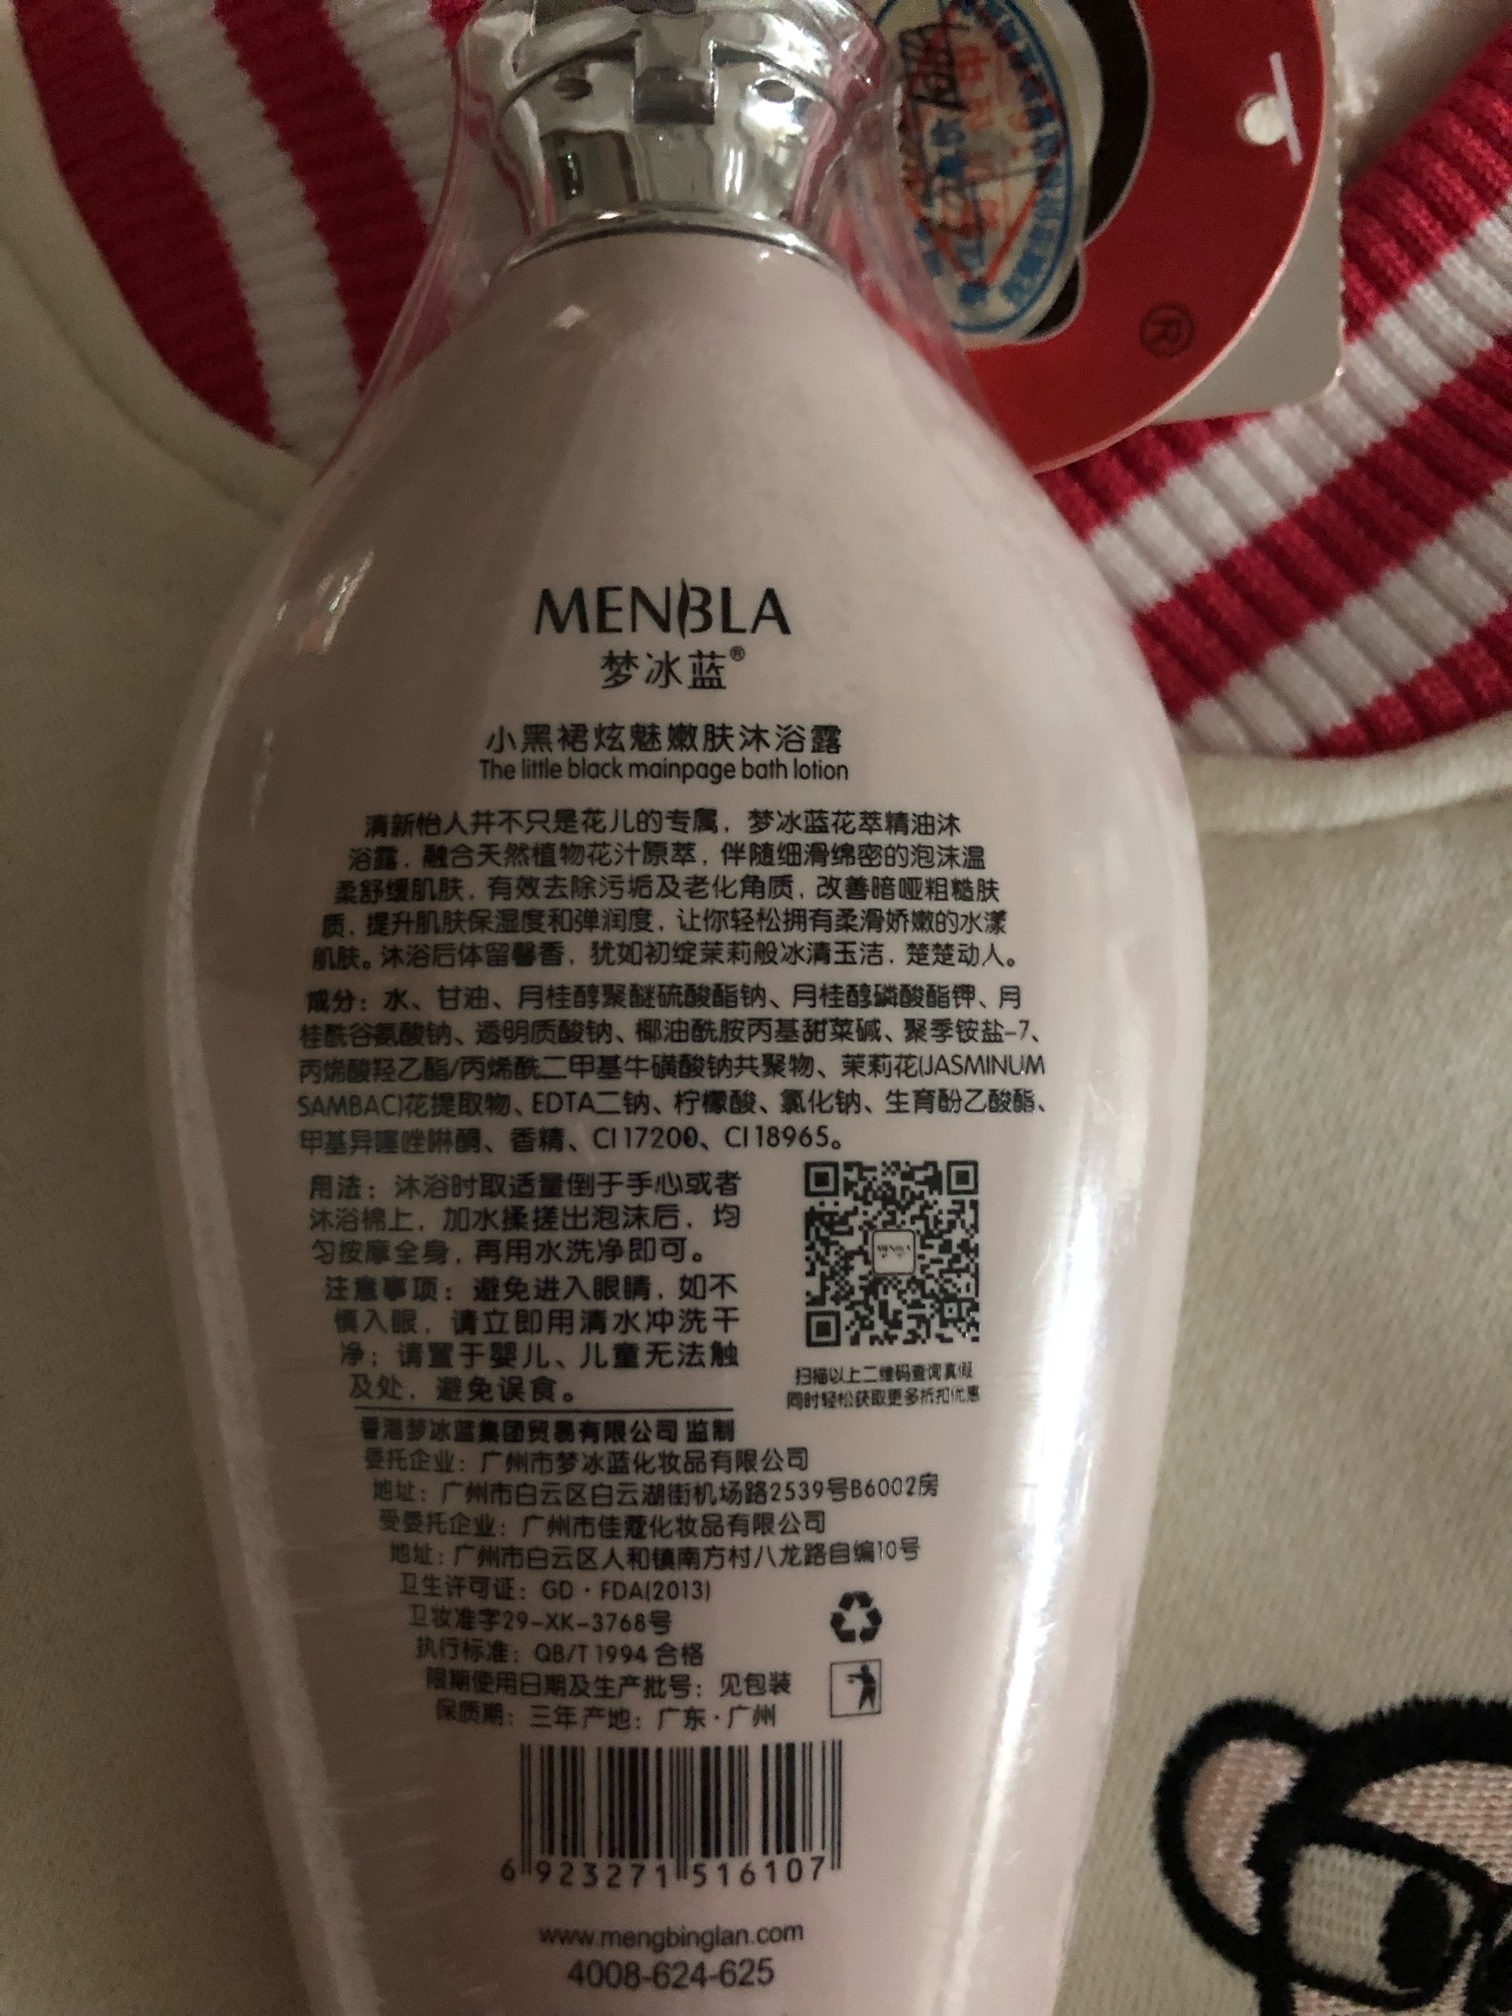 MENBLA
梦冰蓝®
小黑裙炫魅嫩肤沐浴露
The little black mainpage bath lotion
清新怡人并不只是花儿的专属，梦冰蓝花萃精油沐
浴露，融合天然植物花汁原萃，伴随细滑绵密的泡沫温
柔舒缓肌肤，有效去除污垢及老化角质，改善暗哑粗糙肤
质，提升肌肤保湿度和弹润度，让你轻松拥有柔滑娇嫩的水漾
肌肤。沐浴后体留馨香，犹如初绽茉莉般冰清玉洁，楚楚动人。
成分：水、甘油、月桂醇聚醚硫酸酯钠、月桂醇磷酸酯钾、月
桂酰谷氨酸钠、透明质酸钠、椰油酰胺丙基甜菜碱、聚季铵盐-7、
丙烯酸羟乙酯/丙烯酰二甲基牛磺酸钠共聚物、茉莉花(JASMINUM
SAMBAC)花提取物、EDTA二钠、柠檬酸、氯化钠、生育酚乙酸酯、
甲基异噻唑啉酮、香精、CI 17200、CI 18965。
用法：沐浴时取适量倒于手心或者
沐浴棉上，加水揉搓出泡沫后，均
匀按摩全身，再用水洗净即可。
注意事项：避免进入眼睛，如不
慎入眼，请立即用清水冲洗干
净；请置于婴儿、儿童无法触
及处，避免误食。
扫描以上二维码查询真假
同时轻松获取更多折扣优惠
香港梦冰蓝集团贸易有限公司 监制
委托企业：广州市梦冰蓝化妆品有限公司
地址：广州市白云区白云湖街机场路2539号B6002房
受委托企业：广州市佳蔻化妆品有限公司
地址：广州市白云区人和镇南方村八龙路自编10号
卫生许可证：GD·FDA(2013)
卫妆准字29-XK-3768号
执行标准：QB/T 1994 合格
限期使用日期及生产批号：见包装
保质期：三年 产地：广东·广州
6 923271 516107
www.mengbinglan.com
4008-624-625
®